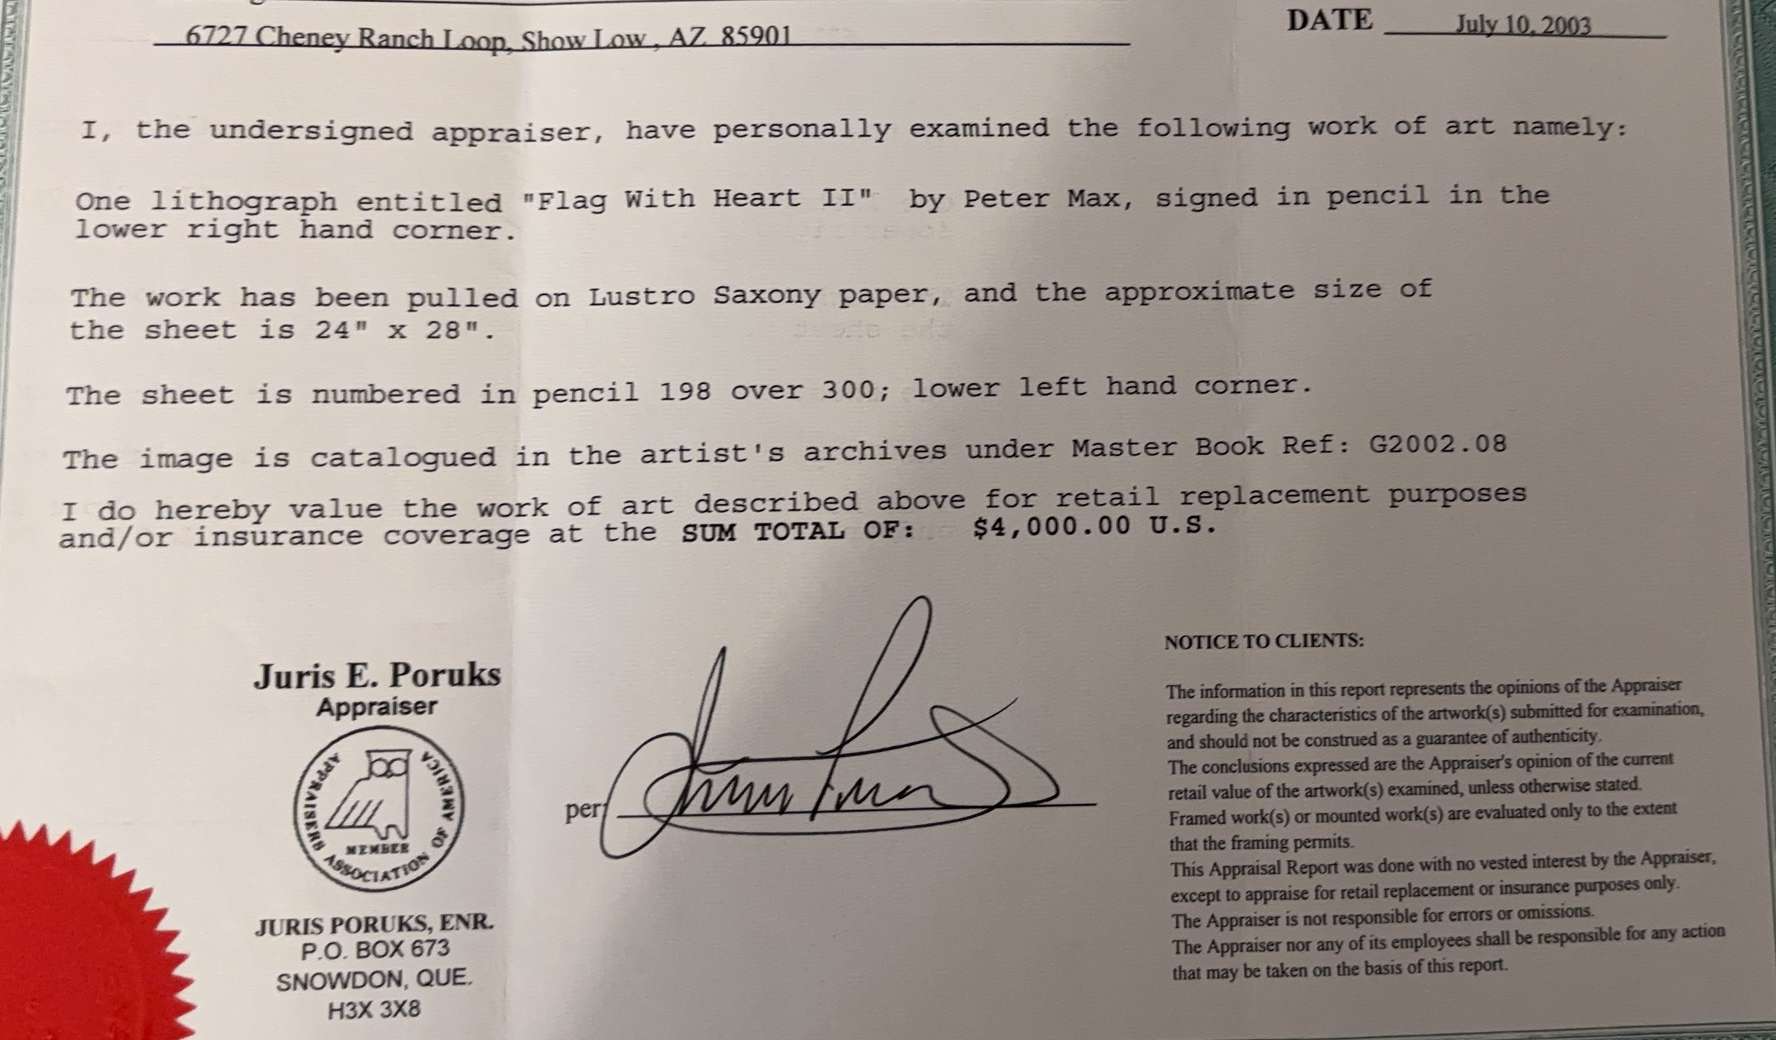 6727 Cheney Ranch Loop, Show Low , AZ 85901
DATE July 10, 2003
I, the undersigned appraiser, have personally examined the following work of art namely:
One lithograph entitled "Flag With Heart II" by Peter Max, signed in pencil in the
lower right hand corner.
The work has been pulled on Lustro Saxony paper, and the approximate size of
the sheet is 24" x 28".
The sheet is numbered in pencil 198 over 300; lower left hand corner.
The image is catalogued in the artist's archives under Master Book Ref: G2002.08
I do hereby value the work of art described above for retail replacement purposes
and/or insurance coverage at the SUM TOTAL OF: $4,000.00 U.S.
Juris E. Poruks
Appraiser
APPRAISERS ASSOCIATION OF AMERICA
MEMBER
JURIS PORUKS, ENR.
P.O. BOX 673
SNOWDON, QUE.
H3X 3X8
per
NOTICE TO CLIENTS:
The information in this report represents the opinions of the Appraiser
regarding the characteristics of the artwork(s) submitted for examination,
and should not be construed as a guarantee of authenticity.
The conclusions expressed are the Appraiser's opinion of the current
retail value of the artwork(s) examined, unless otherwise stated.
Framed work(s) or mounted work(s) are evaluated only to the extent
that the framing permits.
This Appraisal Report was done with no vested interest by the Appraiser,
except to appraise for retail replacement or insurance purposes only.
The Appraiser is not responsible for errors or omissions.
The Appraiser nor any of its employees shall be responsible for any action
that may be taken on the basis of this report.